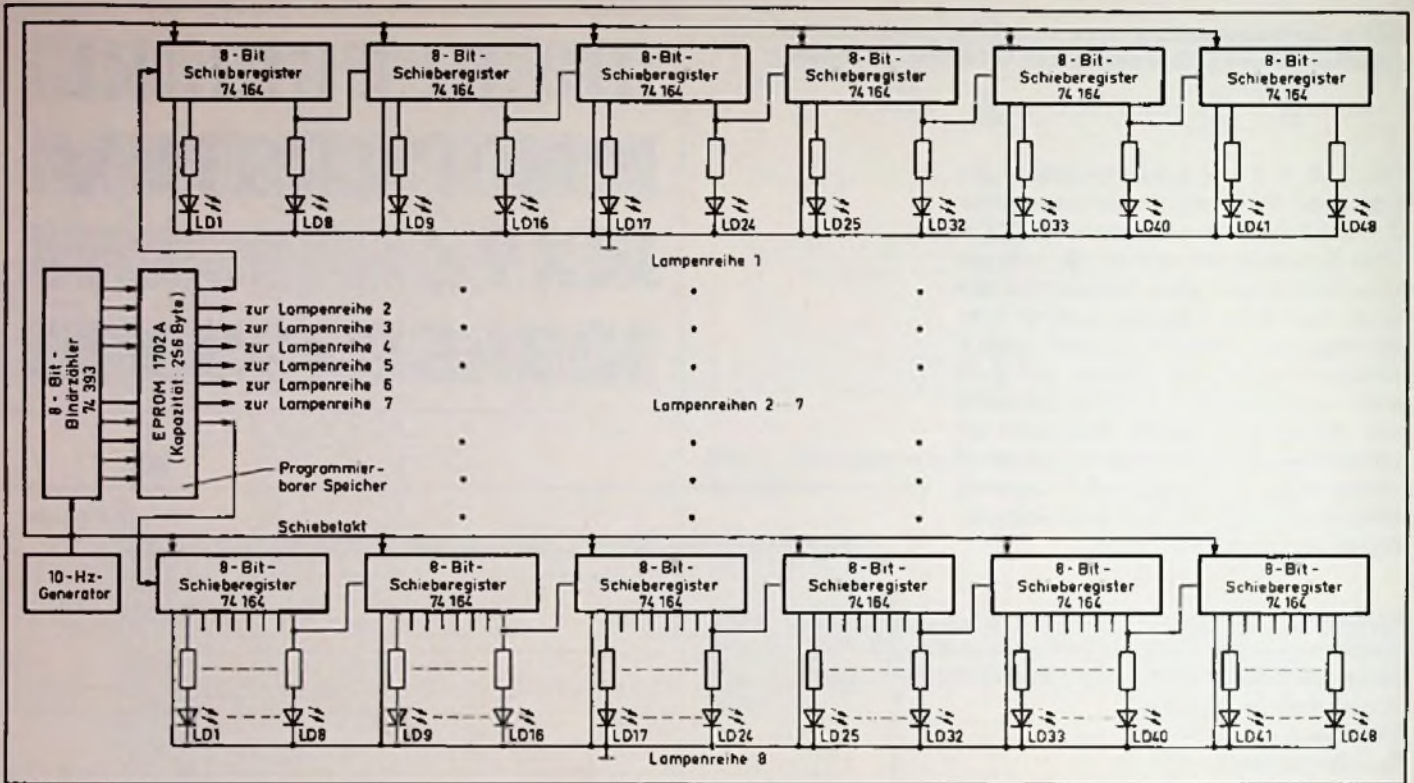 8-Bit
Schieberegister
74 164
8-Bit-
Schieberegister
74 164
8-Bit-
Schieberegister
74 164
8-Bit-
Schieberegister
74 164
8-Bit-
Schieberegister
74 164
8-Bit-
Schieberegister
74 164
LD1
LD8
LD9
LD16
LD17
LD24
LD25
LD32
LD33
LD40
LD41
LD48
Lampenreihe 1
8-Bit-
Binärzähler
74 393
EPROM 1702A
(Kapazität: 256 Byte)
zur Lampenreihe 2
zur Lampenreihe 3
zur Lampenreihe 4
zur Lampenreihe 5
zur Lampenreihe 6
zur Lampenreihe 7
Lampenreihen 2-7
Programmier-
barer Speicher
Schiebetakt
10-Hz-
Generator
8-Bit-
Schieberegister
74 164
8-Bit-
Schieberegister
74 164
8-Bit-
Schieberegister
74 164
8-Bit-
Schieberegister
74 164
8-Bit-
Schieberegister
74 164
8-Bit-
Schieberegister
74 164
LD1
LD8
LD9
LD16
LD17
LD24
LD25
LD32
LD33
LD40
LD41
LD48
Lampenreihe 8